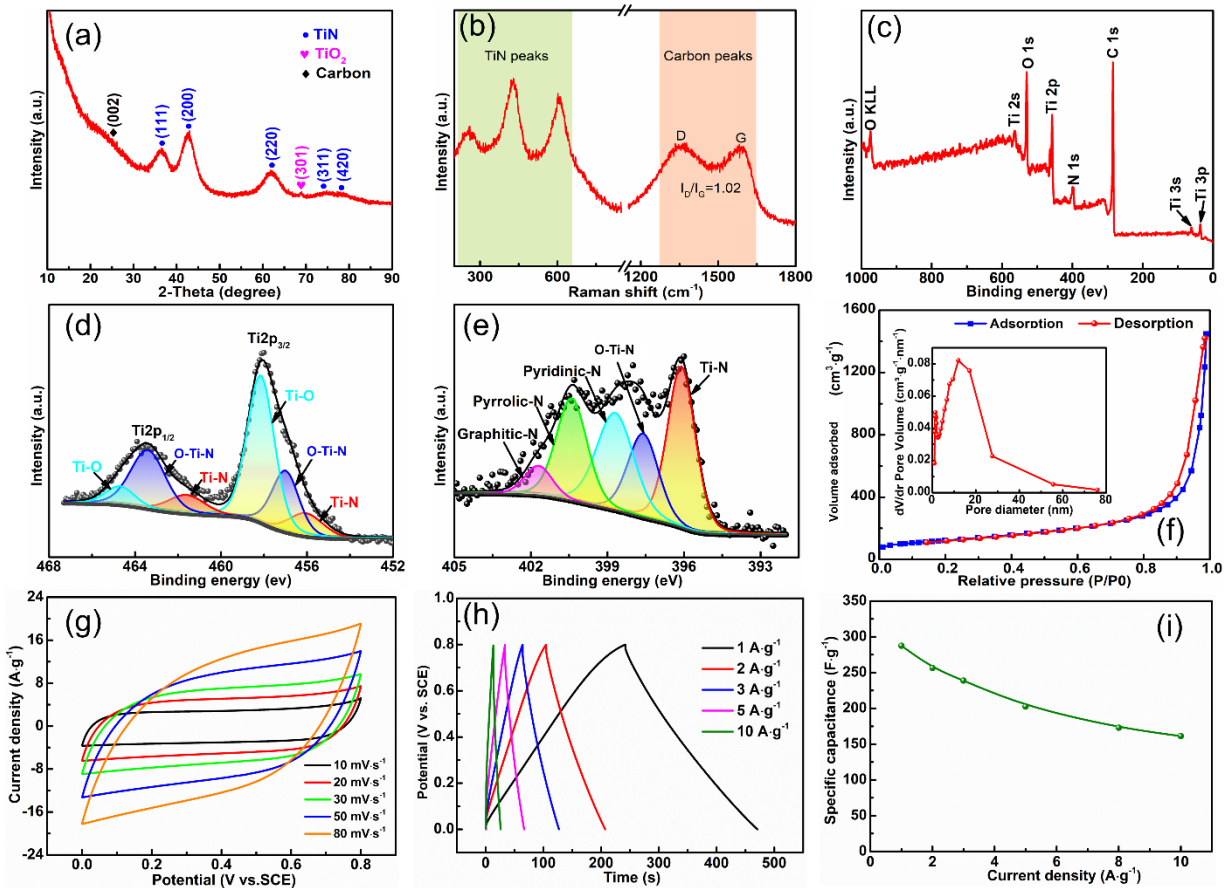 (a)
TiN
TiO2
Carbon
(002)
(111)
(200)
(220)
(301)
(311)
(420)
Intensity (a.u.)
10 20 30 40 50 60 70 80 90
2-Theta (degree)
(b)
TiN peaks
Carbon peaks
D
G
ID/IG=1.02
Intensity (a.u.)
300 600 1200 1500 1800
Raman shift (cm-1)
(c)
O KLL
Ti 2s
O 1s
Ti 2p
N 1s
C 1s
Ti 3s
Ti 3p
Intensity (a.u.)
1000 800 600 400 200 0
Binding energy (ev)
(d)
Ti2p3/2
Ti-O
Ti2p1/2
O-Ti-N
Ti-O
Ti-N
O-Ti-N
Ti-N
Intensity (a.u.)
468 464 460 456 452
Binding energy (ev)
(e)
O-Ti-N
Pyridinic-N
Ti-N
Pyrrolic-N
Graphitic-N
Intensity (a.u.)
405 402 399 396 393
Binding energy (eV)
Adsorption
Desorption
1600
1200
800
400
0
Volume adsorbed (cm3·g-1)
0.10
0.08
0.06
0.04
0.02
0.00
dV/dr Pore Volume (cm3·g-1·nm-1)
0 20 40 60 80
Pore diameter (nm)
(f)
0.0 0.2 0.4 0.6 0.8 1.0
Relative pressure (P/P0)
(g)
24
16
8
0
-8
-16
-24
Current density (A·g-1)
10 mV·s-1
20 mV·s-1
30 mV·s-1
50 mV·s-1
80 mV·s-1
0.0 0.2 0.4 0.6 0.8
Potential (V vs.SCE)
(h)
1.0
0.8
0.6
0.4
0.2
0.0
Potential (V vs. SCE)
1 A·g-1
2 A·g-1
3 A·g-1
5 A·g-1
10 A·g-1
0 100 200 300 400 500
Time (s)
(i)
350
300
250
200
150
100
50
0
Specific capacitance (F·g-1)
0 2 4 6 8 10
Current density (A·g-1)